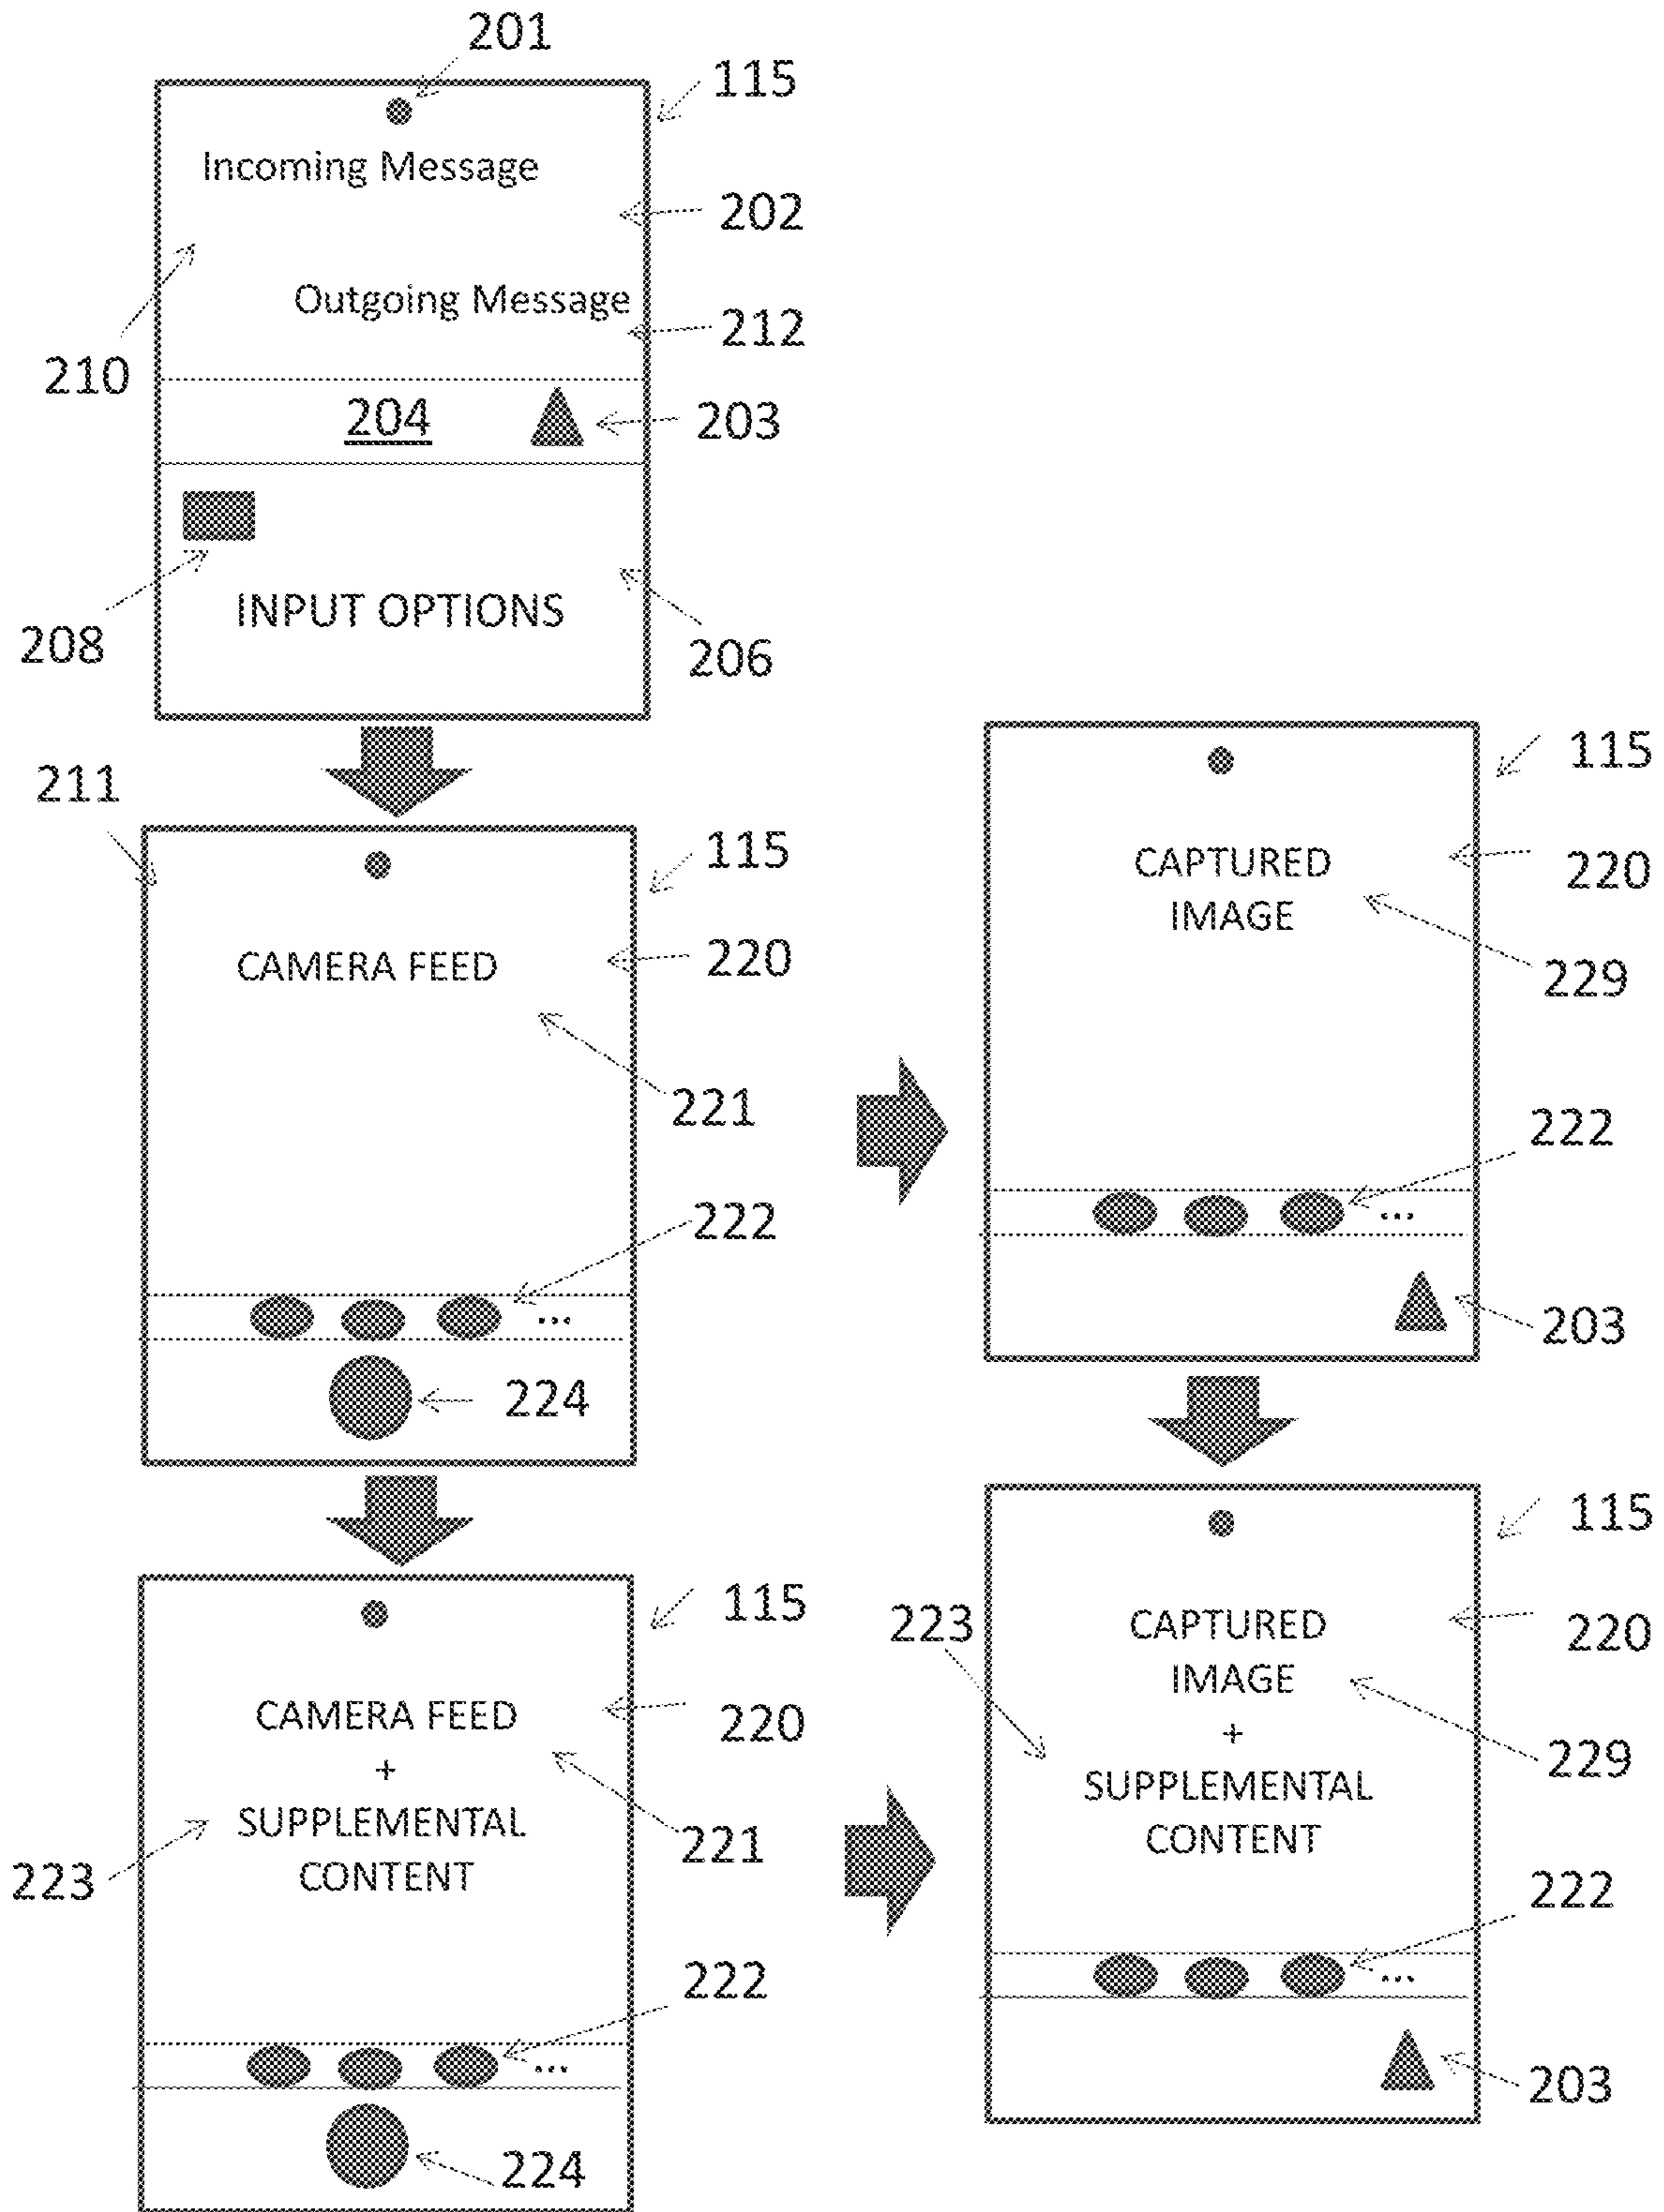 201
115
Incoming Message
202
Outgoing Message
212
210
204
203
208
INPUT OPTIONS
206
211
115
CAMERA FEED
220
221
222
...
224
115
CAPTURED
IMAGE
220
229
222
...
203
115
CAMERA FEED
+
SUPPLEMENTAL
CONTENT
220
221
223
222
...
224
115
223
CAPTURED
IMAGE
+
SUPPLEMENTAL
CONTENT
220
229
222
...
203